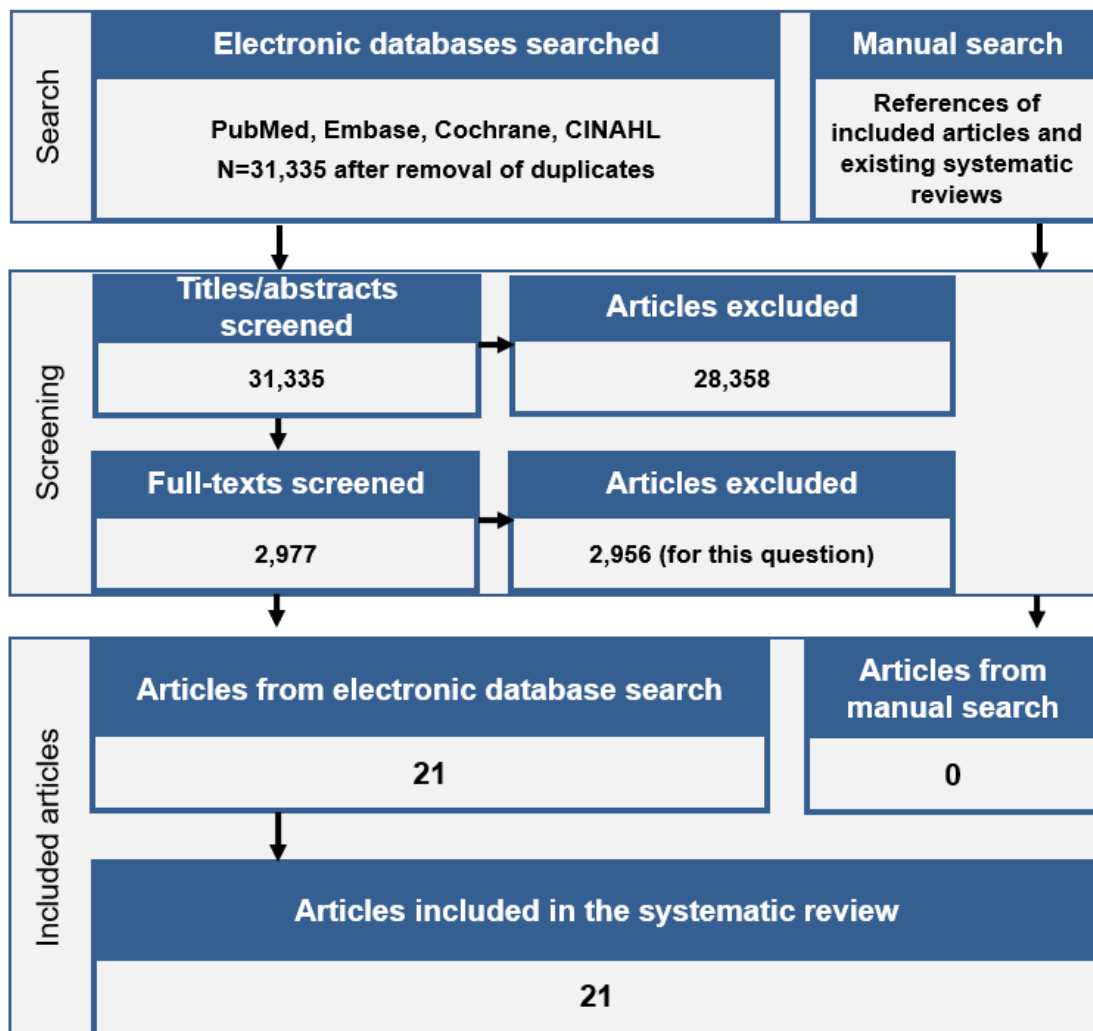 Search
Electronic databases searched
PubMed, Embase, Cochrane, CINAHL
N=31,335 after removal of duplicates
Manual search
References of
included articles and
existing systematic
reviews
Screening
Titles/abstracts
screened
31,335
Articles excluded
28,358
Full-texts screened
2,977
Articles excluded
2,956 (for this question)
Included articles
Articles from electronic database search
21
Articles from
manual search
0
Articles included in the systematic review
21